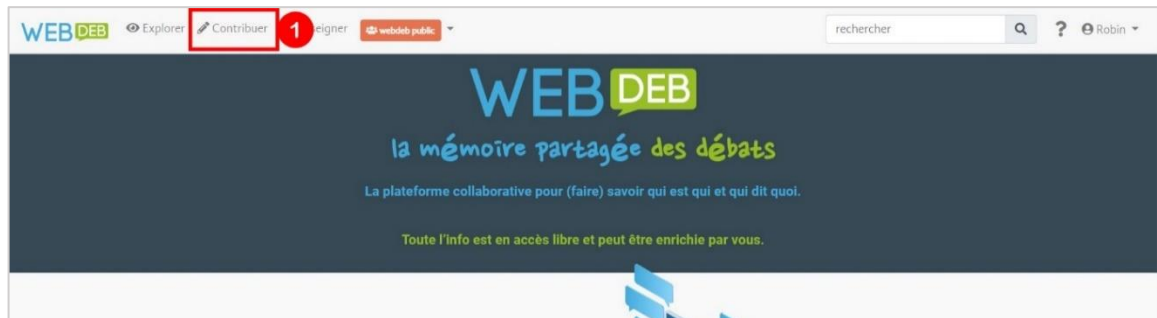 WEBDEB Explorer Contribuer 1 eigner webdeb public rechercher ? Robin
WEB DEB
la mémoire partagée des débats
La plateforme collaborative pour (faire) savoir qui est qui et qui dit quoi.
Toute l'info est en accès libre et peut être enrichie par vous.